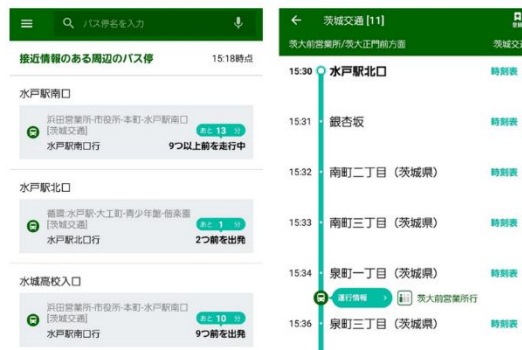 バス停名を入力
接近情報のある周辺のバス停
15:18時点
水戸駅南口
浜田営業所-市役所-本町-水戸駅南口
[茨城交通]
あと 13 分
水戸駅南口行
9つ以上前を走行中
水戸駅北口
循環:水戸駅-大工町-青少年館-偕楽園
[茨城交通]
あと 1 分
水戸駅北口行
2つ前を出発
水城高校入口
浜田営業所-市役所-本町-水戸駅南口
[茨城交通]
あと 10 分
水戸駅南口行
9つ前を出発
茨城交通 [11]
茨大前営業所/茨大正門前方面
茨城交通
15:30 水戸駅北口 時刻表
15:31 銀杏坂 時刻表
15:32 南町二丁目(茨城県) 時刻表
15:33 南町三丁目(茨城県) 時刻表
15:34 泉町一丁目(茨城県) 時刻表
運行情報 茨大前営業所行
15:36 泉町三丁目(茨城県) 時刻表